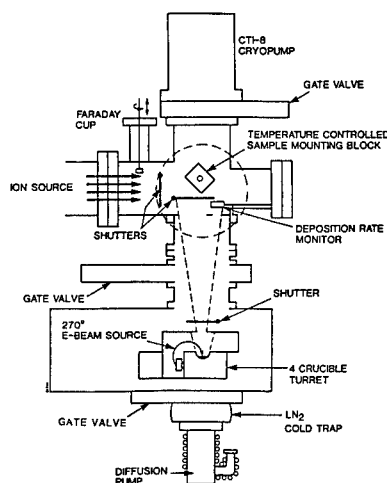 CTI-8
CRYOPUMP
GATE VALVE
FARADAY
CUP
TEMPERATURE CONTROLLED
SAMPLE MOUNTING BLOCK
ION SOURCE
SHUTTERS
DEPOSITION RATE
MONITOR
GATE VALVE
SHUTTER
270°
E-BEAM SOURCE
4 CRUCIBLE
TURRET
GATE VALVE
LN2
COLD TRAP
DIFFUSION
PUMP